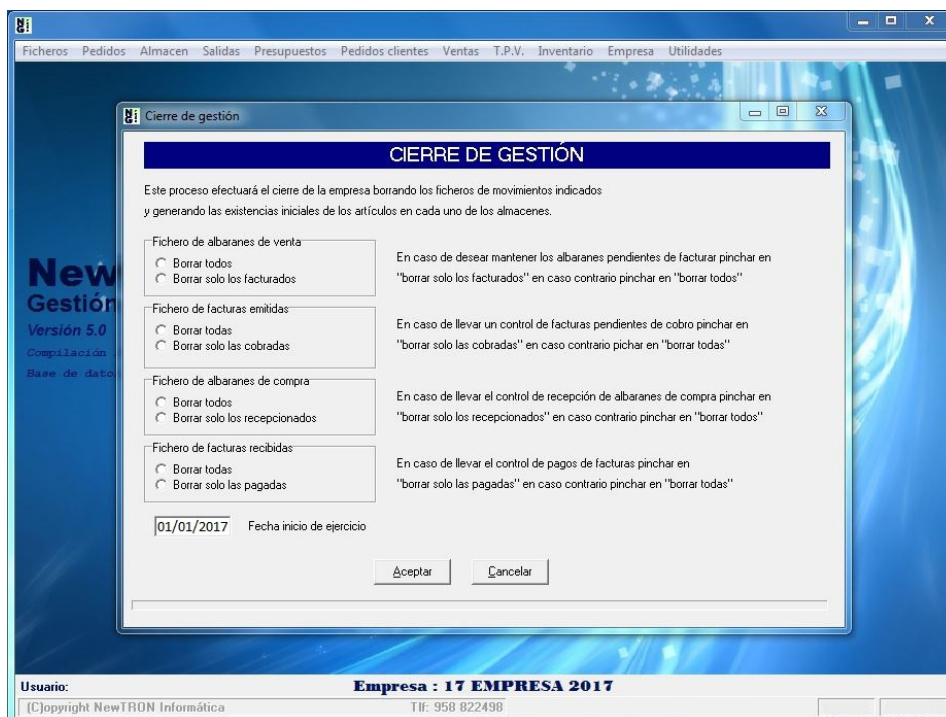 Ficheros Pedidos Almacen Salidas Presupuestos Pedidos clientes Ventas T.P.V. Inventario Empresa Utilidades
Cierre de gestión
CIERRE DE GESTIÓN
Este proceso efectuará el cierre de la empresa borrando los ficheros de movimientos indicados
y generando las existencias iniciales de los artículos en cada uno de los almacenes.
Fichero de albaranes de venta
Borrar todos
Borrar solo los facturados
En caso de desear mantener los albaranes pendientes de facturar pinchar en
"borrar solo los facturados" en caso contrario pinchar en "borrar todos"
Fichero de facturas emitidas
Borrar todas
Borrar solo las cobradas
En caso de llevar un control de facturas pendientes de cobro pinchar en
"borrar solo las cobradas" en caso contrario pichar en "borrar todas"
Fichero de albaranes de compra
Borrar todos
Borrar solo los recepcionados
En caso de llevar el control de recepción de albaranes de compra pinchar en
"borrar solo los recepcionados" en caso contrario pinchar en "borrar todos"
Fichero de facturas recibidas
Borrar todas
Borrar solo las pagadas
En caso de llevar el control de pagos de facturas pinchar en
"borrar solo las pagadas" en caso contrario pinchar en "borrar todas"
01/01/2017 Fecha inicio de ejercicio
Aceptar Cancelar
New
Gestión
Versión 5.0
Compilación
Base de dato
Usuario: Empresa : 17 EMPRESA 2017
(C)opyright NewTRON Informática Tlf: 958 822498